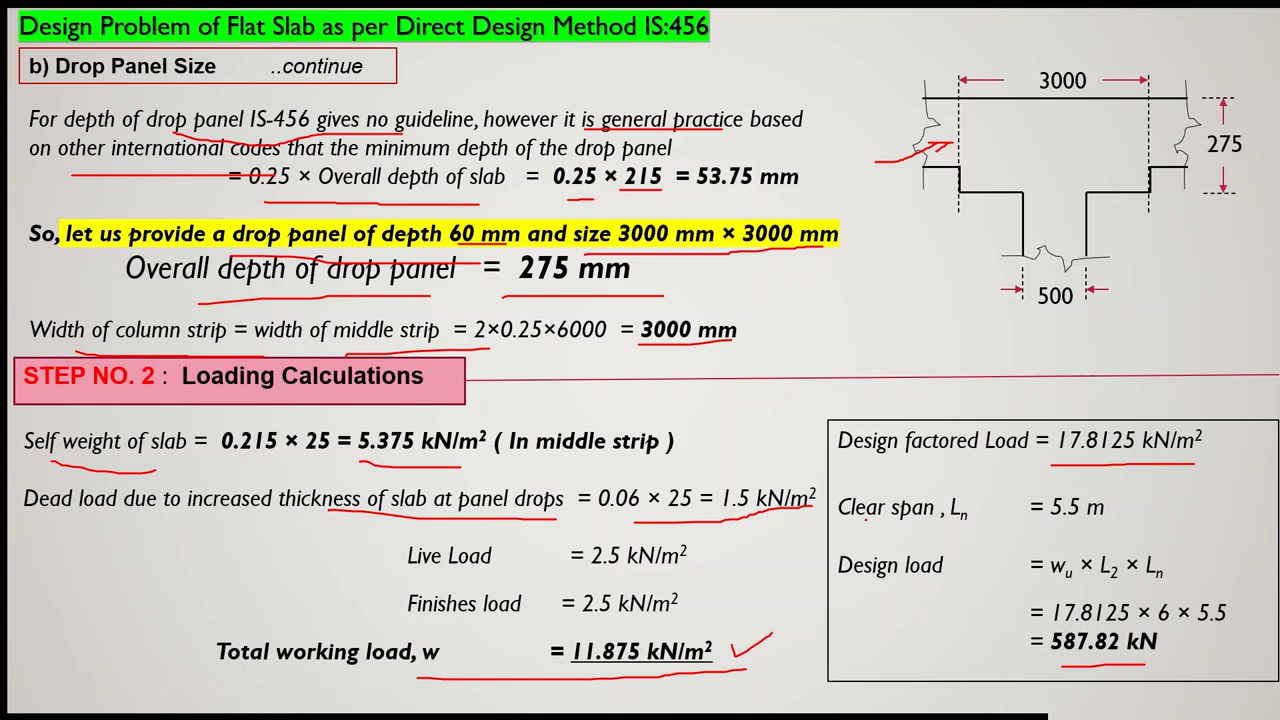 Design Problem of Flat Slab as per Direct Design Method IS:456
b) Drop Panel Size ..continue
For depth of drop panel IS-456 gives no guideline, however it is general practice based
on other international codes that the minimum depth of the drop panel
= 0.25 × Overall depth of slab = 0.25 × 215 = 53.75 mm
So, let us provide a drop panel of depth 60 mm and size 3000 mm × 3000 mm
Overall depth of drop panel = 275 mm
Width of column strip = width of middle strip = 2×0.25×6000 = 3000 mm
3000
275
500
STEP NO. 2 : Loading Calculations
Self weight of slab = 0.215 × 25 = 5.375 kN/m² ( In middle strip )
Dead load due to increased thickness of slab at panel drops = 0.06 × 25 = 1.5 kN/m²
Live Load = 2.5 kN/m²
Finishes load = 2.5 kN/m²
Total working load, w = 11.875 kN/m²
Design factored Load = 17.8125 kN/m²
Clear span , Lₙ = 5.5 m
Design load = wᵤ × L₂ × Lₙ
= 17.8125 × 6 × 5.5
= 587.82 kN